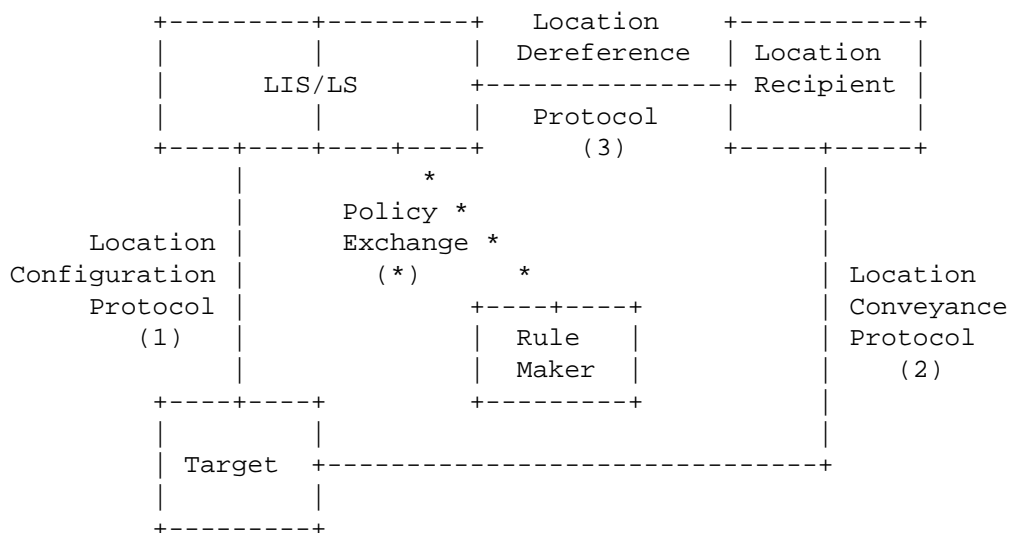 +---------+---------+   Location    +-----------+
|         |         |  Dereference  | Location  |
|      LIS/LS       +---------------+ Recipient |
|         |         |   Protocol    |           |
+----+----+----+----+      (3)      +-----+-----+
     |           *                        |
     |      Policy *                      |
Location |      Exchange *                    |
Configuration |        (*)      *                  | Location
Protocol |              +----+----+           | Conveyance
(1) |              | Rule    |           | Protocol
     |              | Maker   |           |   (2)
+----+----+         +---------+           |
|         |                               |
| Target  +-------------------------------+
|         |
+---------+